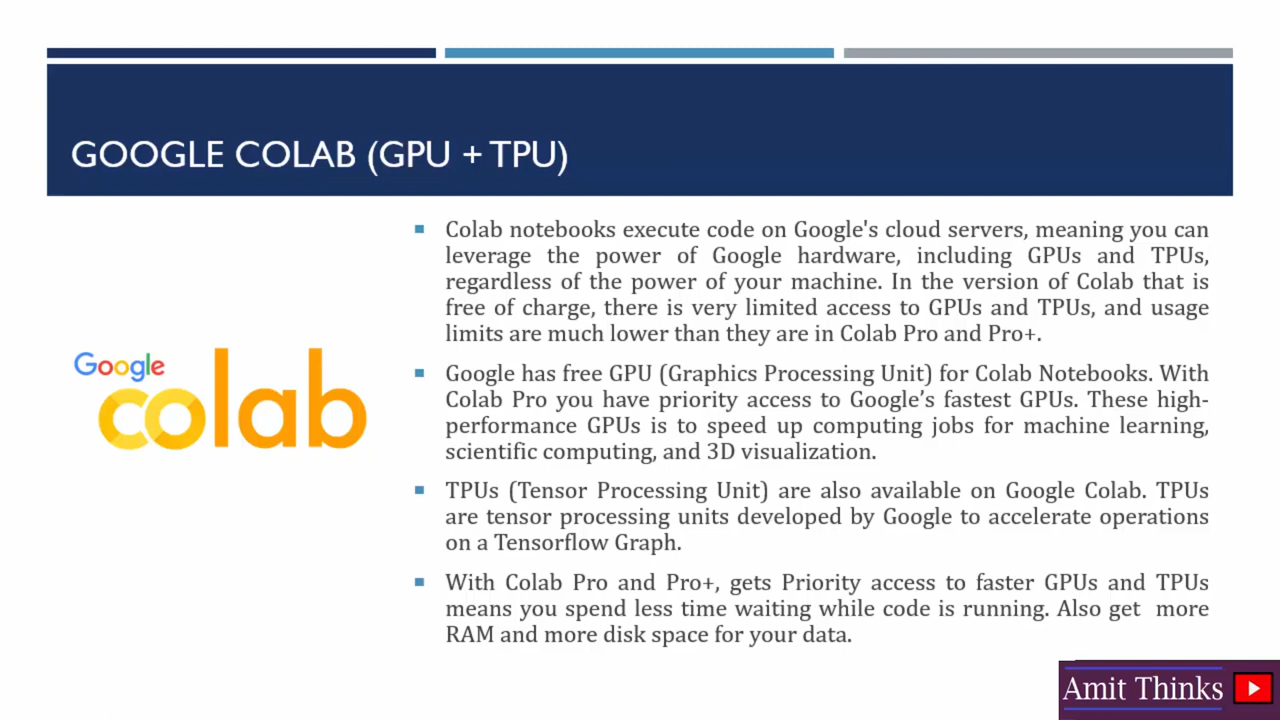 GOOGLE COLAB (GPU + TPU)
Google
colab
Colab notebooks execute code on Google's cloud servers, meaning you can
leverage the power of Google hardware, including GPUs and TPUs,
regardless of the power of your machine. In the version of Colab that is
free of charge, there is very limited access to GPUs and TPUs, and usage
limits are much lower than they are in Colab Pro and Pro+.
Google has free GPU (Graphics Processing Unit) for Colab Notebooks. With
Colab Pro you have priority access to Google’s fastest GPUs. These high-
performance GPUs is to speed up computing jobs for machine learning,
scientific computing, and 3D visualization.
TPUs (Tensor Processing Unit) are also available on Google Colab. TPUs
are tensor processing units developed by Google to accelerate operations
on a Tensorflow Graph.
With Colab Pro and Pro+, gets Priority access to faster GPUs and TPUs
means you spend less time waiting while code is running. Also get more
RAM and more disk space for your data.
Amit Thinks